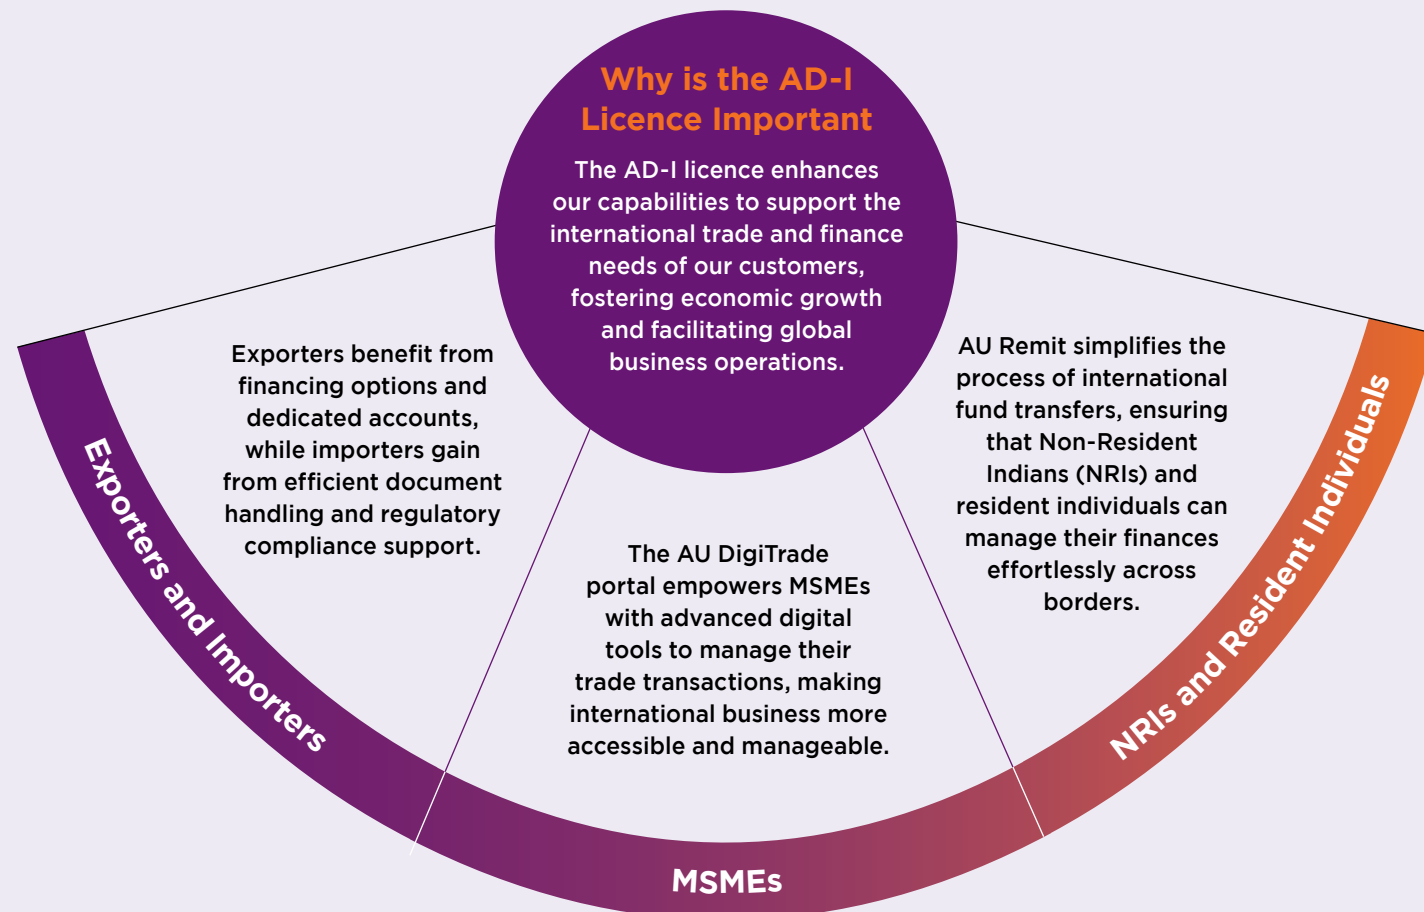 Why is the AD-I
Licence Important
The AD-I licence enhances
our capabilities to support the
international trade and finance
needs of our customers,
fostering economic growth
and facilitating global
business operations.
Exporters benefit from
financing options and
dedicated accounts,
while importers gain
from efficient document
handling and regulatory
compliance support.
Exporters and Importers
The AU DigiTrade
portal empowers MSMEs
with advanced digital
tools to manage their
trade transactions, making
international business more
accessible and manageable.
MSMEs
AU Remit simplifies the
process of international
fund transfers, ensuring
that Non-Resident
Indians (NRIs) and
resident individuals can
manage their finances
effortlessly across
borders.
NRIs and Resident Individuals